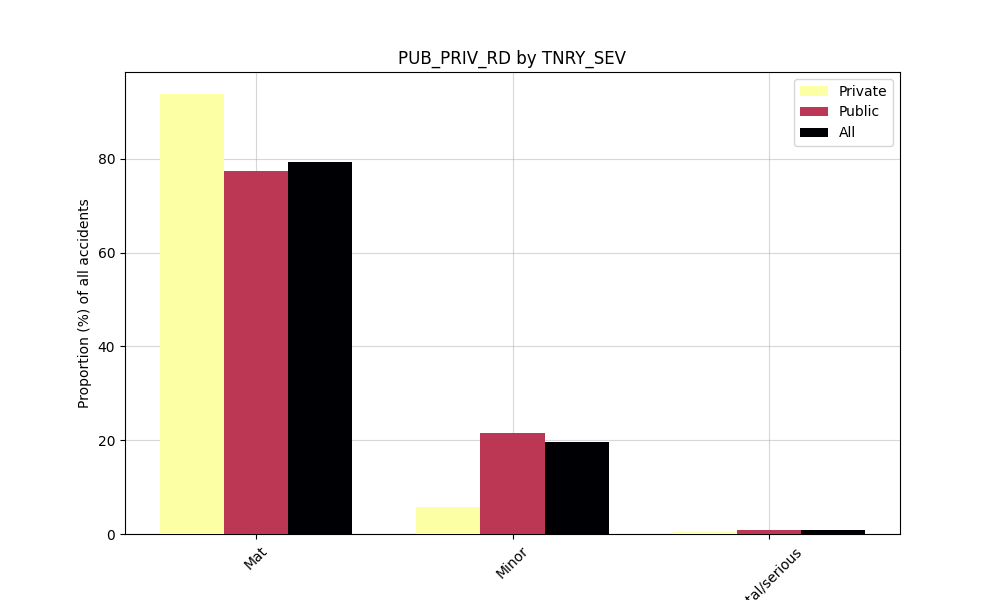 PUB_PRIV_RD by TNRY_SEV
Private
Public
All
Proportion (%) of all accidents
80
60
40
20
0
Mat
Minor
tal/serious